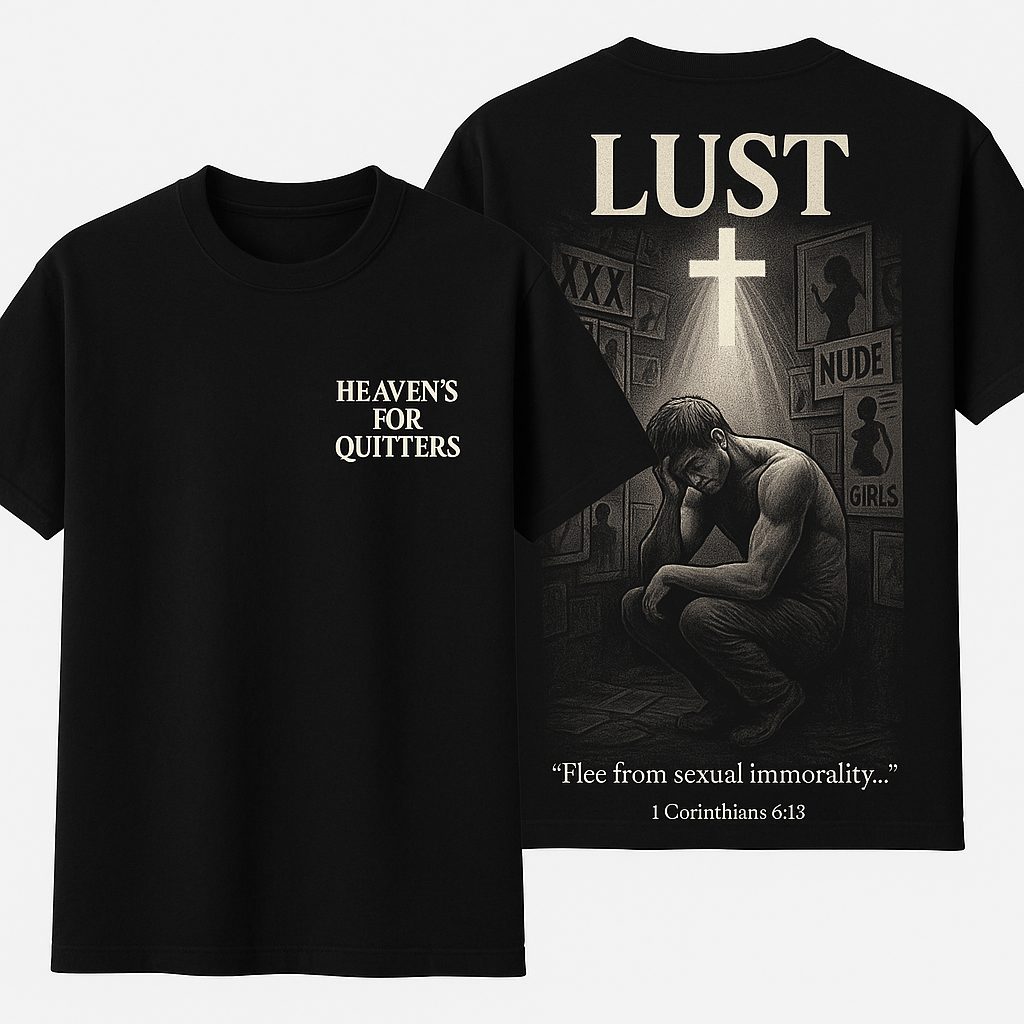 HEAVEN'S
FOR
QUITTERS
LUST
XXX
NUDE
GIRLS
“Flee from sexual immorality...”
1 Corinthians 6:13